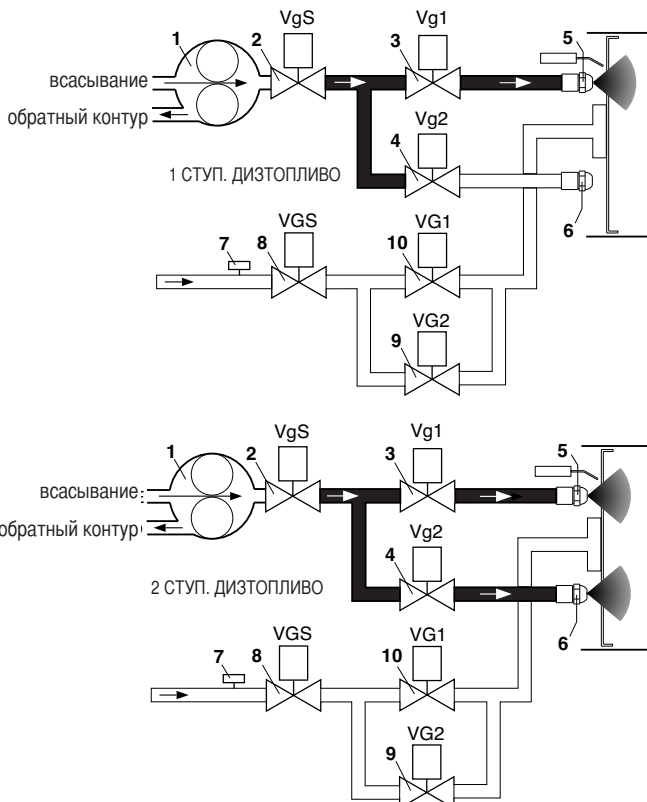 VgS Vg1
1 2 3 5
всасывание
обратный контур
Vg2
4
1 СТУП. ДИЗТОПЛИВО
6
VGS VG1
7 8 10
VG2
9
VgS Vg1
1 2 3 5
всасывание
обратный контур
Vg2
4
2 СТУП. ДИЗТОПЛИВО
6
VGS VG1
7 8 10
VG2
9